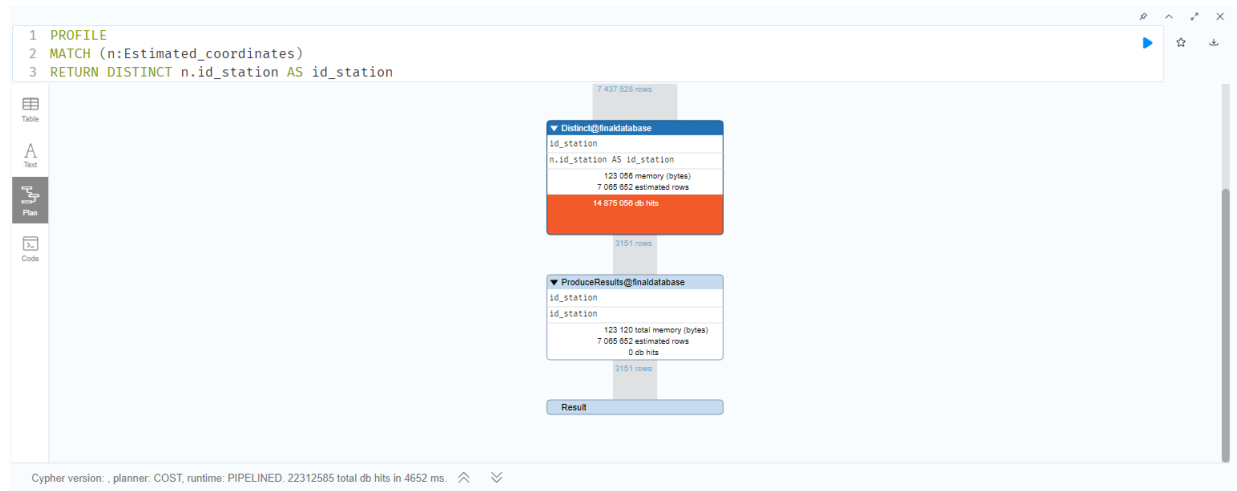 1 PROFILE
2 MATCH (n:Estimated_coordinates)
3 RETURN DISTINCT n.id_station AS id_station
Table
Text
Plan
Code
7 437 528 rows
Distinct@finaldatabase
id_station
n.id_station AS id_station
123 056 memory (bytes)
7 065 652 estimated rows
14 875 056 db hits
3151 rows
ProduceResults@finaldatabase
id_station
id_station
123 120 total memory (bytes)
7 065 652 estimated rows
0 db hits
3151 rows
Result
Cypher version: , planner: COST, runtime: PIPELINED. 22312585 total db hits in 4652 ms.